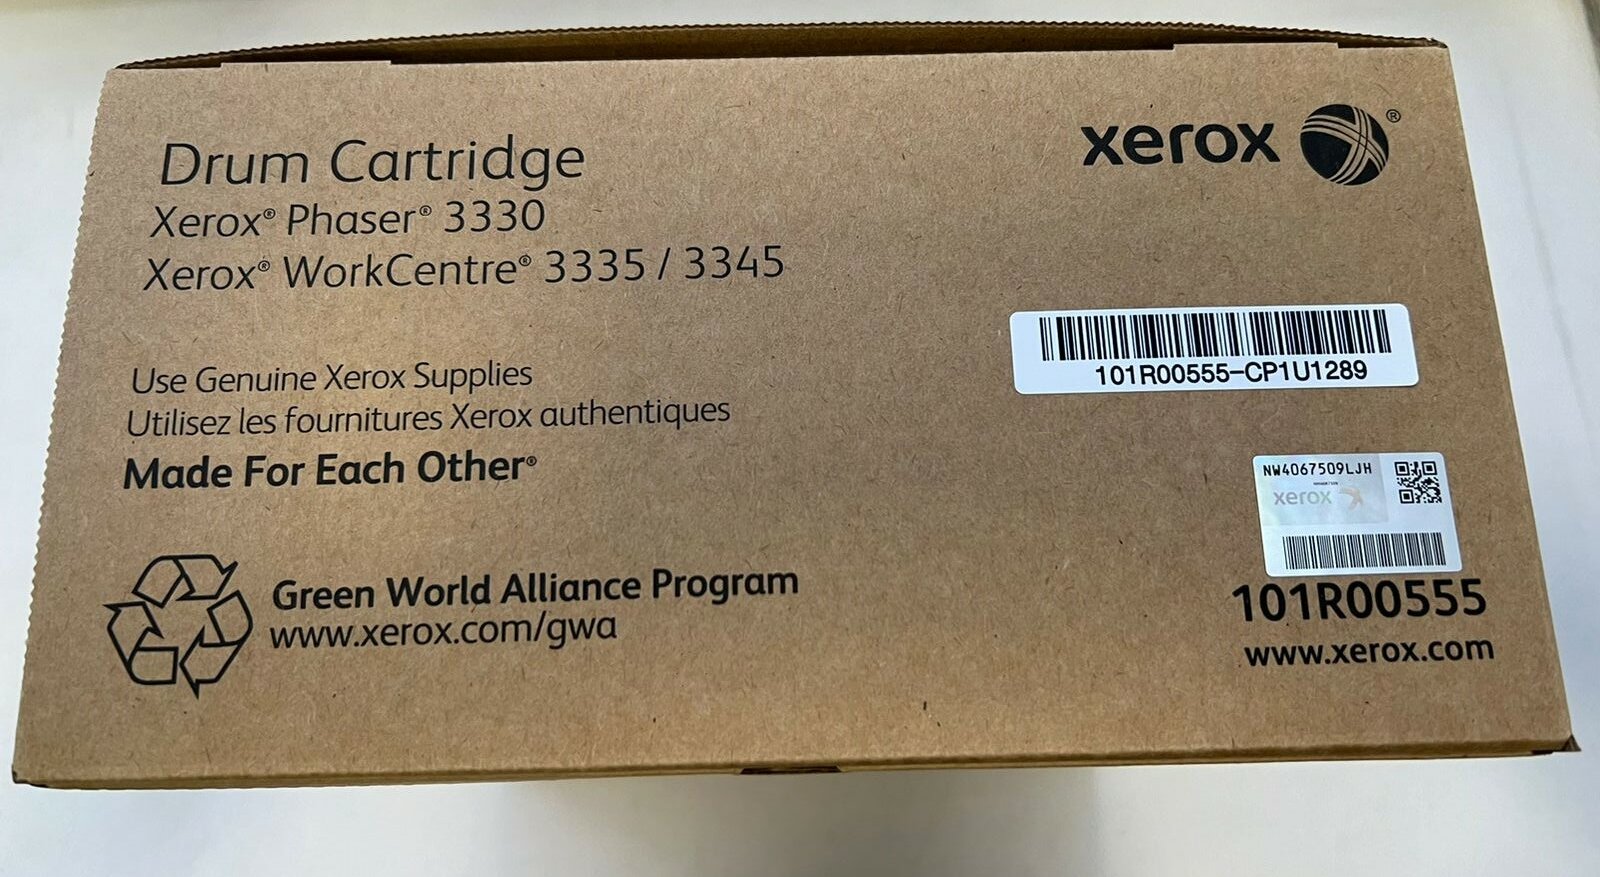 Drum Cartridge
Xerox® Phaser® 3330
Xerox® WorkCentre® 3335 / 3345
xerox ®
101R00555-CP1U1289
Use Genuine Xerox Supplies
Utilisez les fournitures Xerox authentiques
Made For Each Other®
NW4067509LJH
xerox
Green World Alliance Program
www.xerox.com/gwa
101R00555
www.xerox.com